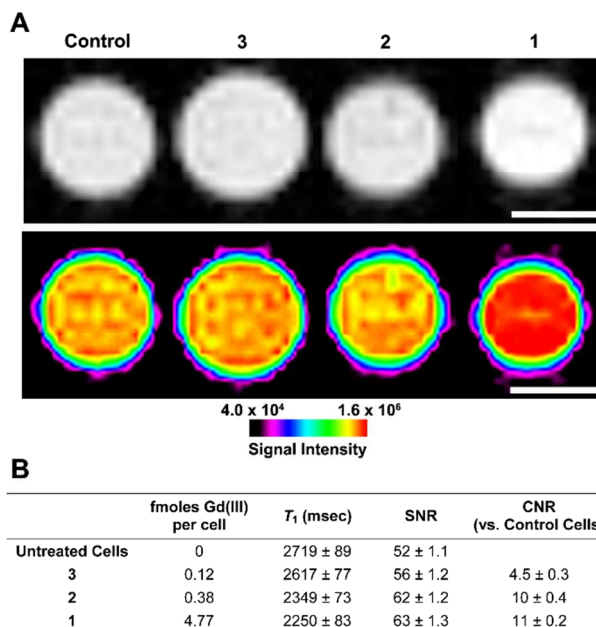 A
Control 3 2 1
4.0 x 10⁴ 1.6 x 10⁶
Signal Intensity
B
fmoles Gd(III) per cell T₁ (msec) SNR CNR (vs. Control Cells)
Untreated Cells 0 2719 ± 89 52 ± 1.1
3 0.12 2617 ± 77 56 ± 1.2 4.5 ± 0.3
2 0.38 2349 ± 73 62 ± 1.2 10 ± 0.4
1 4.77 2250 ± 83 63 ± 1.3 11 ± 0.2